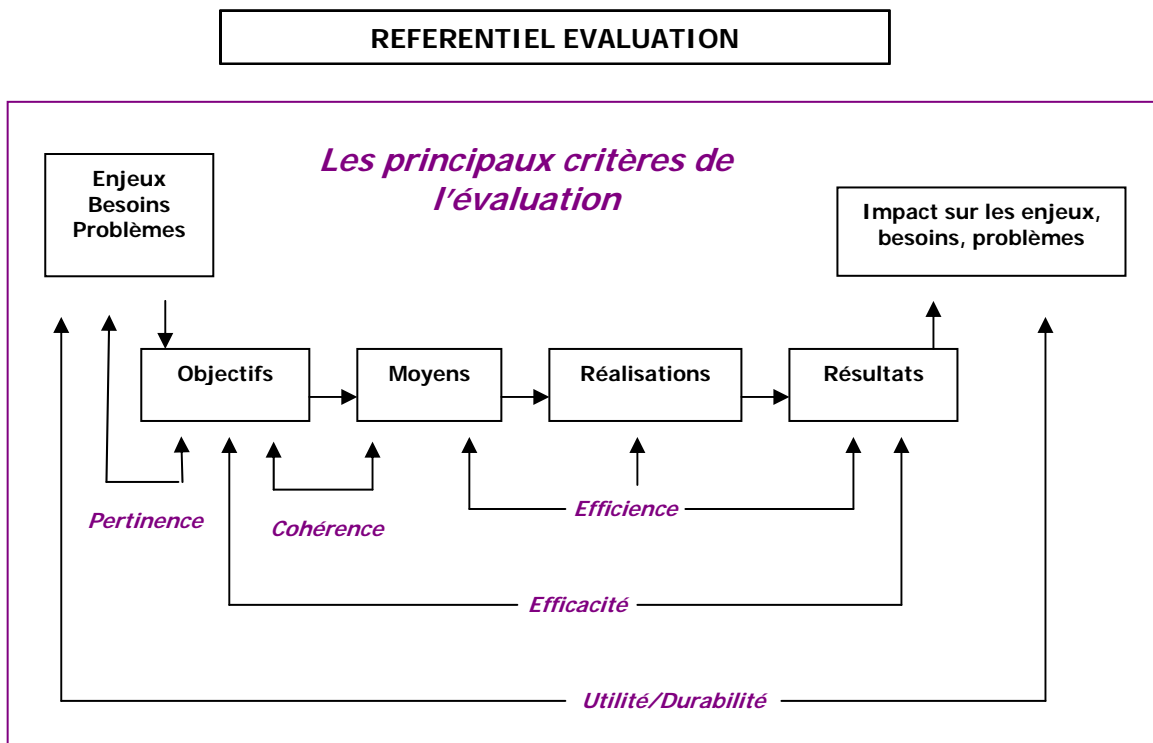 REFERENTIEL EVALUATION
Les principaux critères de
l'évaluation
Enjeux
Besoins
Problèmes
Impact sur les enjeux,
besoins, problèmes
Objectifs
Moyens
Réalisations
Résultats
Pertinence
Cohérence
Efficience
Efficacité
Utilité/Durabilité